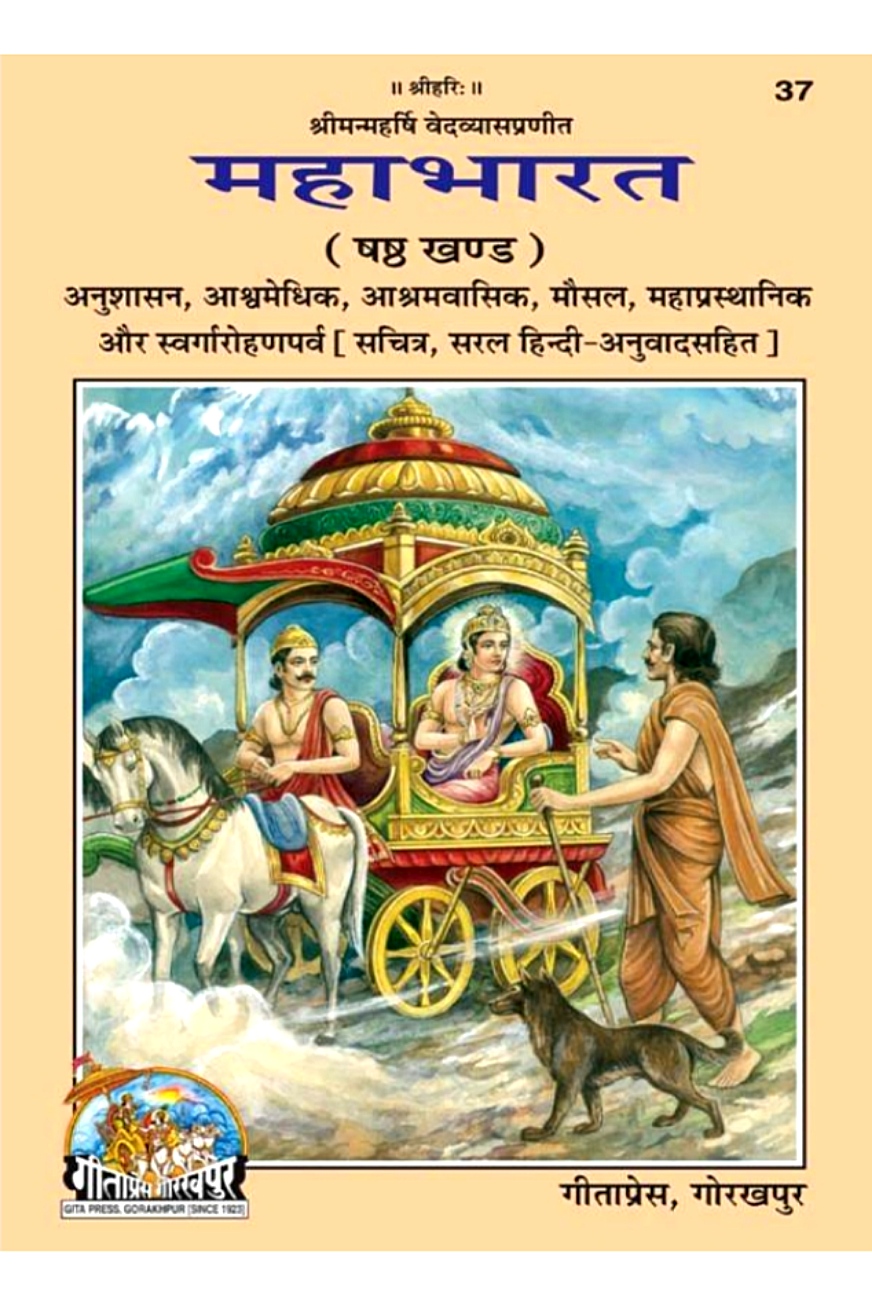 ॥ श्रीहरिः ॥
37
श्रीमन्महर्षि वेदव्यासप्रणीत
महाभारत
( षष्ठ खण्ड )
अनुशासन, आश्वमेधिक, आश्रमवासिक, मौसल, महाप्रस्थानिक
और स्वर्गारोहणपर्व [ सचित्र, सरल हिन्दी-अनुवादसहित ]
गीताप्रेस गोरखपुर
GITA PRESS, GORAKHPUR [SINCE 1923]
गीताप्रेस, गोरखपुर